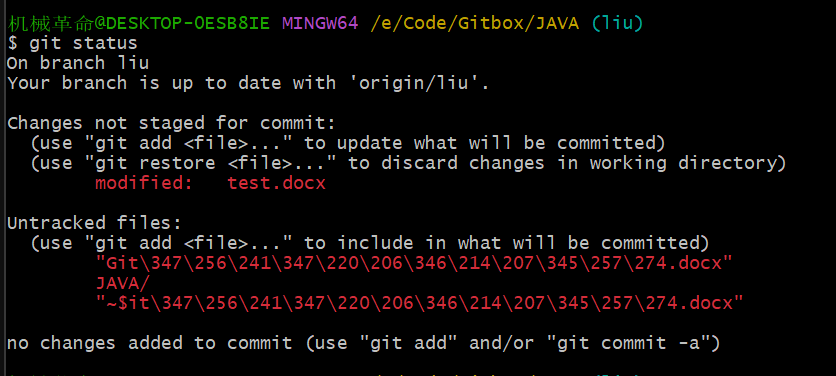 机械革命@DESKTOP-OESB8IE MINGW64 /e/Code/Gitbox/JAVA (liu)
$ git status
On branch liu
Your branch is up to date with 'origin/liu'.
Changes not staged for commit:
(use "git add <file>..." to update what will be committed)
(use "git restore <file>..." to discard changes in working directory)
modified:   test.docx
Untracked files:
(use "git add <file>..." to include in what will be committed)
"Git\347\256\241\347\220\206\346\214\207\345\257\274.docx"
JAVA/
"~$it\347\256\241\347\220\206\346\214\207\345\257\274.docx"
no changes added to commit (use "git add" and/or "git commit -a")